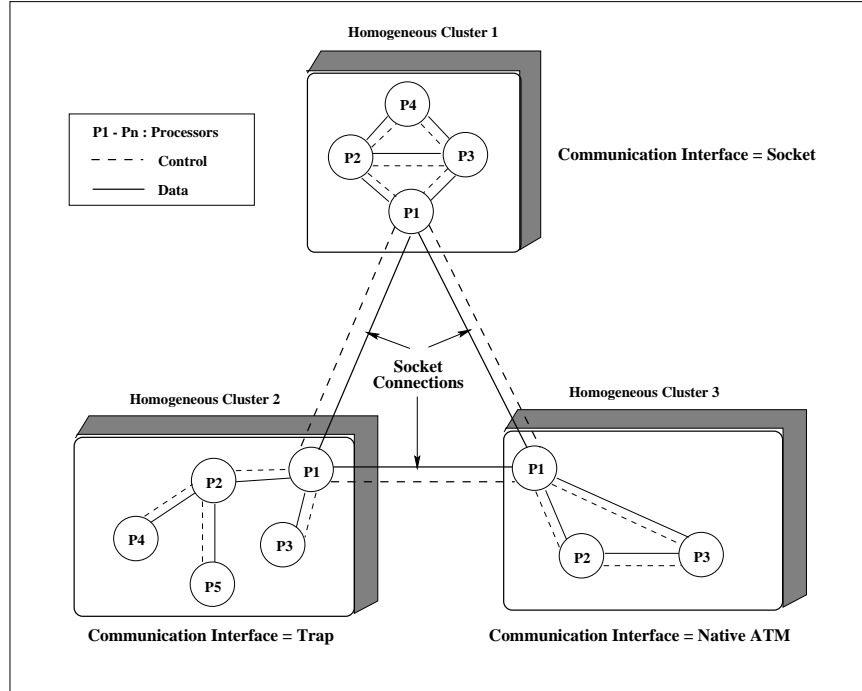 Homogeneous Cluster 1
P1 - Pn : Processors
Control
Data
P4
P2
P3
P1
Communication Interface = Socket
Socket
Connections
Homogeneous Cluster 2
P1
P2
P4
P3
P5
Communication Interface = Trap
Homogeneous Cluster 3
P1
P2
P3
Communication Interface = Native ATM